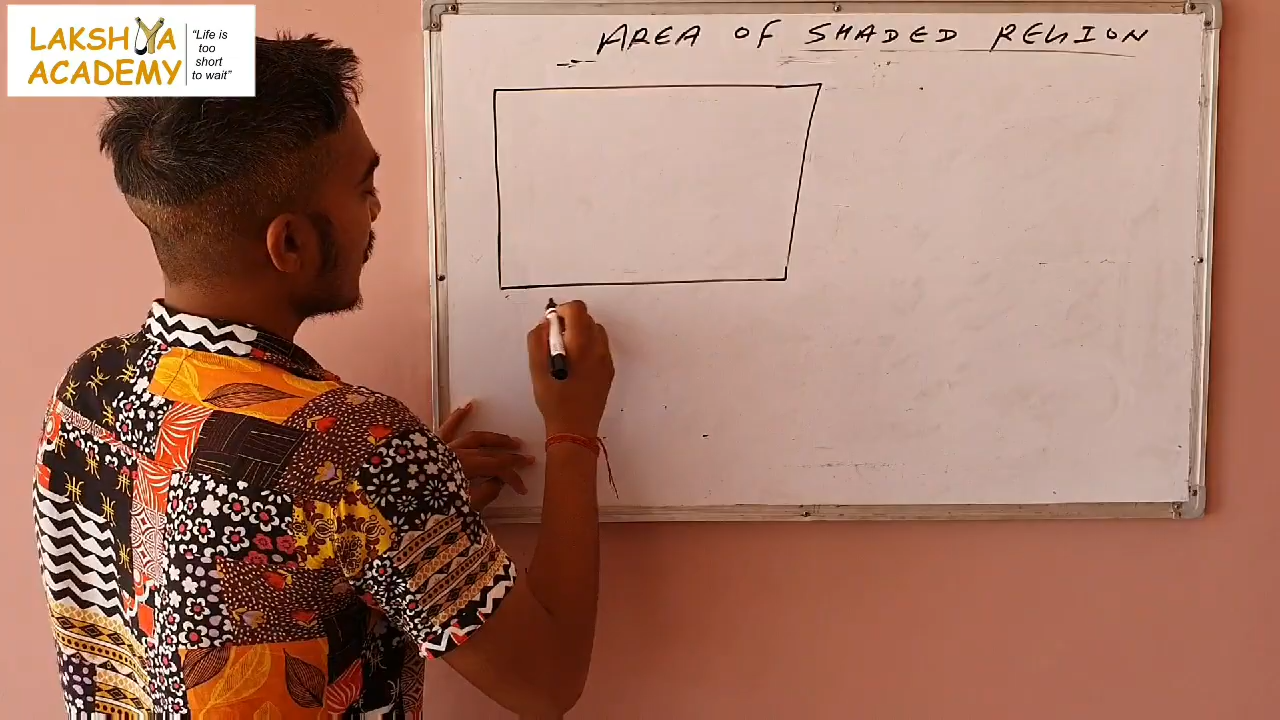 LAKSHYA
ACADEMY
“Life is
too
short
to wait”
AREA OF SHADED REGION